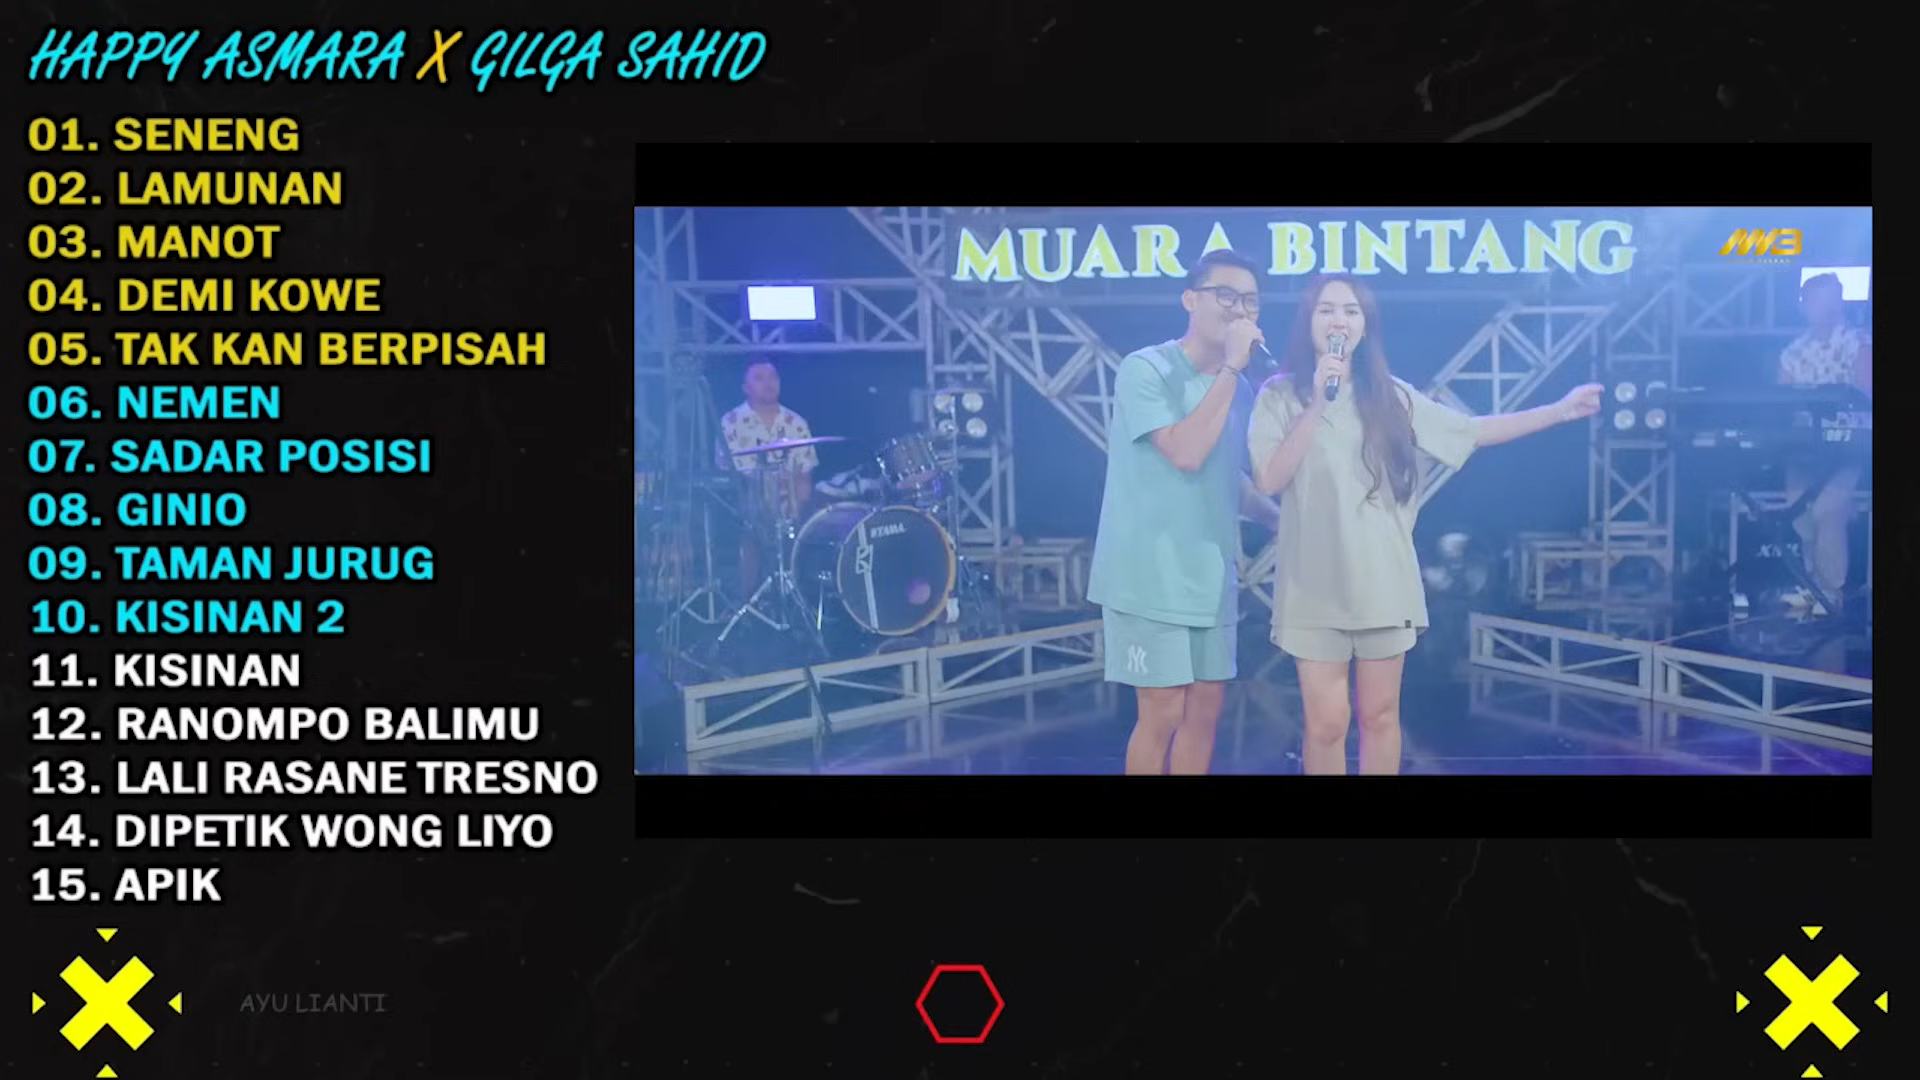 HAPPY ASMARA X GILGA SAHID
01. SENENG
02. LAMUNAN
03. MANOT
04. DEMI KOWE
05. TAK KAN BERPISAH
06. NEMEN
07. SADAR POSISI
08. GINIO
09. TAMAN JURUG
10. KISINAN 2
11. KISINAN
12. RANOMPO BALIMU
13. LALI RASANE TRESNO
14. DIPETIK WONG LIYO
15. APIK
MUARA BINTANG
TAMA
NY
AYU LIANTI